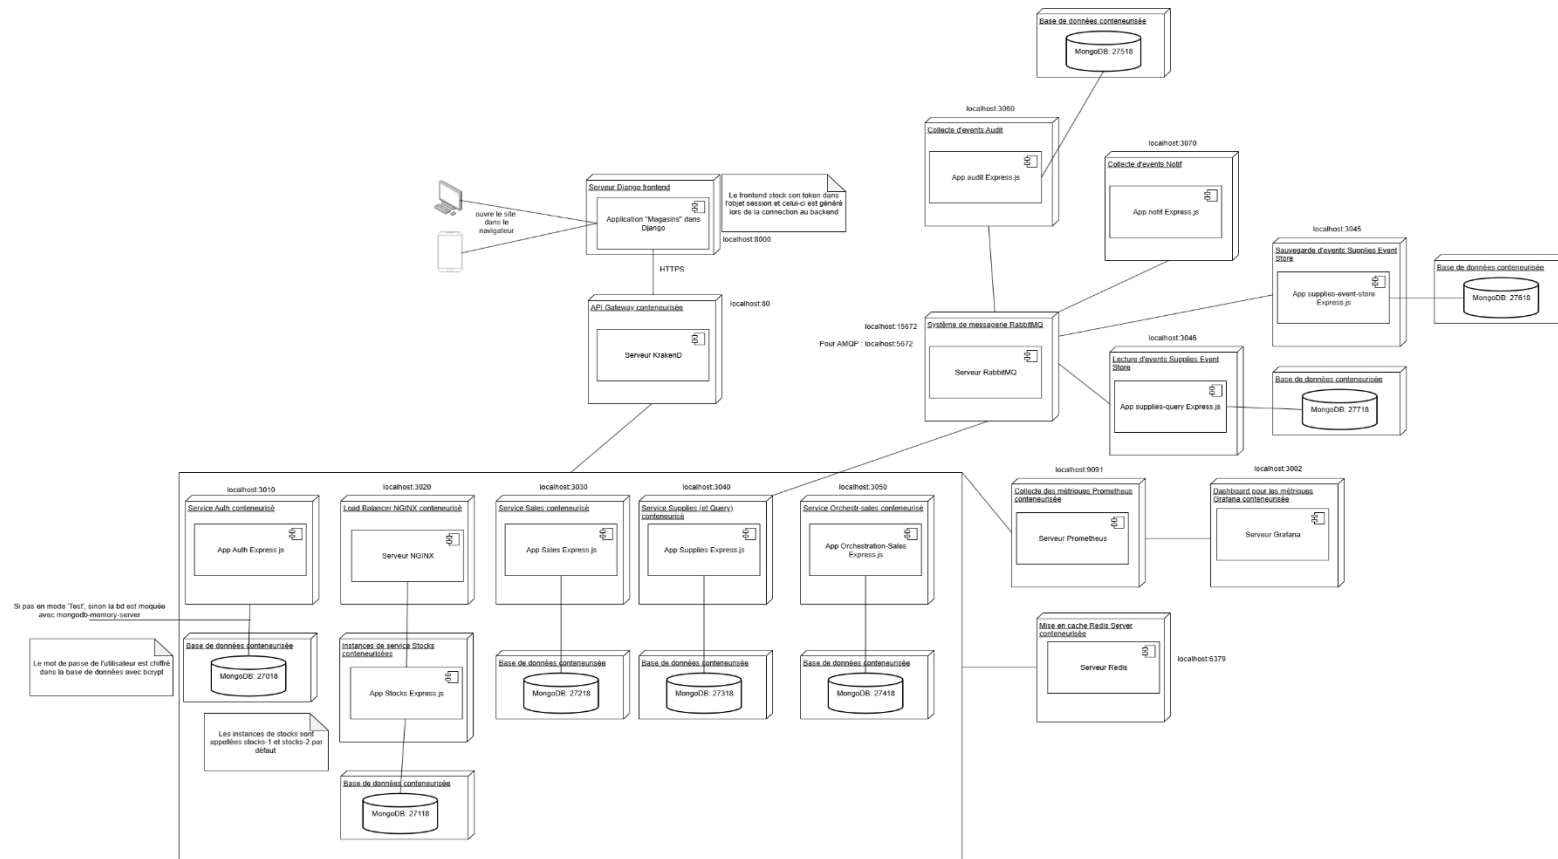 Base de données conteneurisée
MongoDB: 27518
localhost:3060
Collecte d'events Audit
App audit Express.js
localhost:3070
Collecte d'events Notif
App notif Express.js
Serveur Django frontend
Application "Magasins" dans
Django
Le frontend stock son token dans
l'objet session et celui-ci est généré
lors de la connection au backend
localhost:8000
ouvre le site
dans le
navigateur
HTTPS
localhost:3045
Sauvegarde d'events Supplies Event
Store
App supplies-event-store
Express.js
Base de données conteneurisée
MongoDB: 27618
API Gateway conteneurisée
localhost:80
Serveur KrakenD
localhost:15672
Pour AMQP : localhost:5672
Système de messagerie RabbitMQ
Serveur RabbitMQ
localhost:3046
Lecture d'events Supplies Event
Store
App supplies-query Express.js
Base de données conteneurisée
MongoDB: 27718
localhost:3010
Service Auth conteneurisé
App Auth Express.js
localhost:3020
Load Balancer NGINX conteneurisé
Serveur NGINX
localhost:3030
Service Sales conteneurisé
App Sales Express.js
localhost:3040
Service Supplies (et Query)
conteneurisé
App Supplies Express.js
localhost:3050
Service Orchestr-sales conteneurisé
App Orchestration-Sales
Express.js
localhost:9091
Collecte des métriques Prometheus
conteneurisée
Serveur Prometheus
localhost:3002
Dashboard pour les métriques
Grafana conteneurisée
Serveur Grafana
Si pas en mode 'Test', sinon la bd est moquée
avec mongodb-memory-server
Le mot de passe de l'utilisateur est chiffré
dans la base de données avec bcrypt
Base de données conteneurisée
MongoDB: 27018
Instances de service Stocks
conteneurisées
App Stocks Express.js
Base de données conteneurisée
MongoDB: 27218
Base de données conteneurisée
MongoDB: 27318
Base de données conteneurisée
MongoDB: 27418
Mise en cache Redis Server
conteneurisée
Serveur Redis
localhost:6379
Les instances de stocks sont
appellées stocks-1 et stocks-2 par
défaut
Base de données conteneurisée
MongoDB: 27118